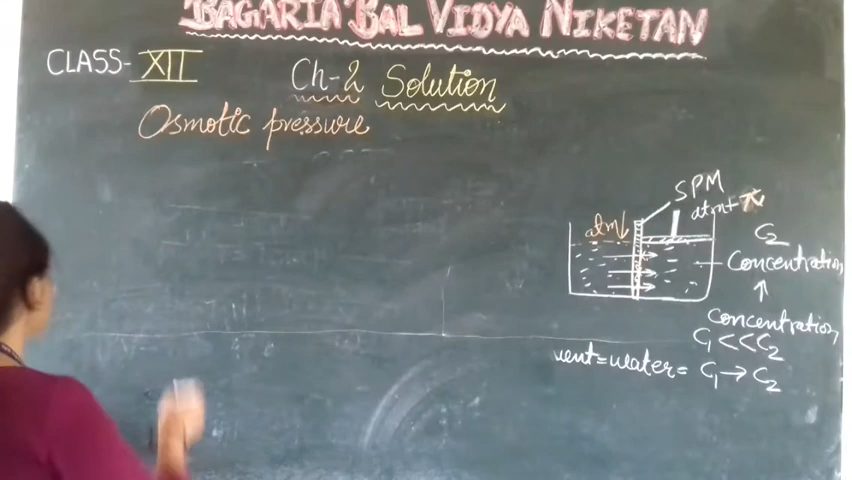 BAGARIA BAL VIDYA NIKETAN
CLASS- XII
Ch-2 Solution
Osmotic pressure
SPM
atm↓
atm + π
C₂
Concentration
↑
concentration
C₁ << C₂
vent = water = C₁ → C₂